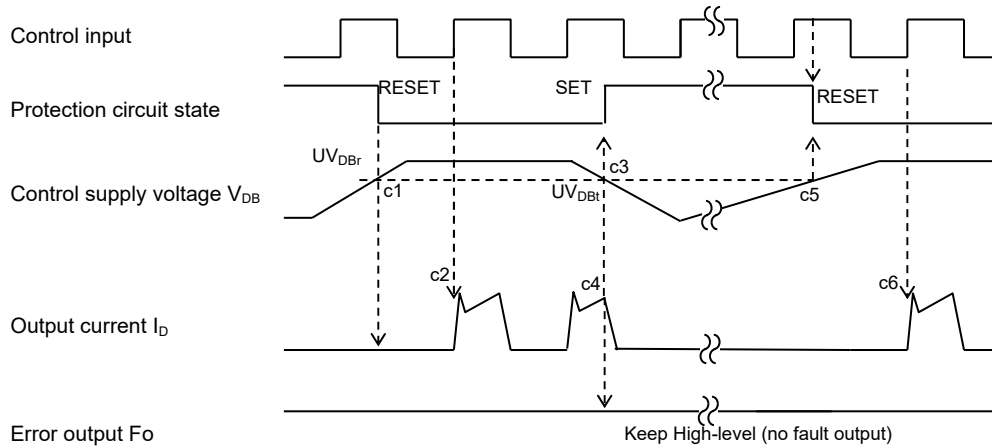 Control input
RESET
SET
Protection circuit state
RESET
UVDBr
c3
Control supply voltage VDB
c1
UVDBt
c5
c2
c4
c6
Output current ID
Error output Fo
Keep High-level (no fault output)